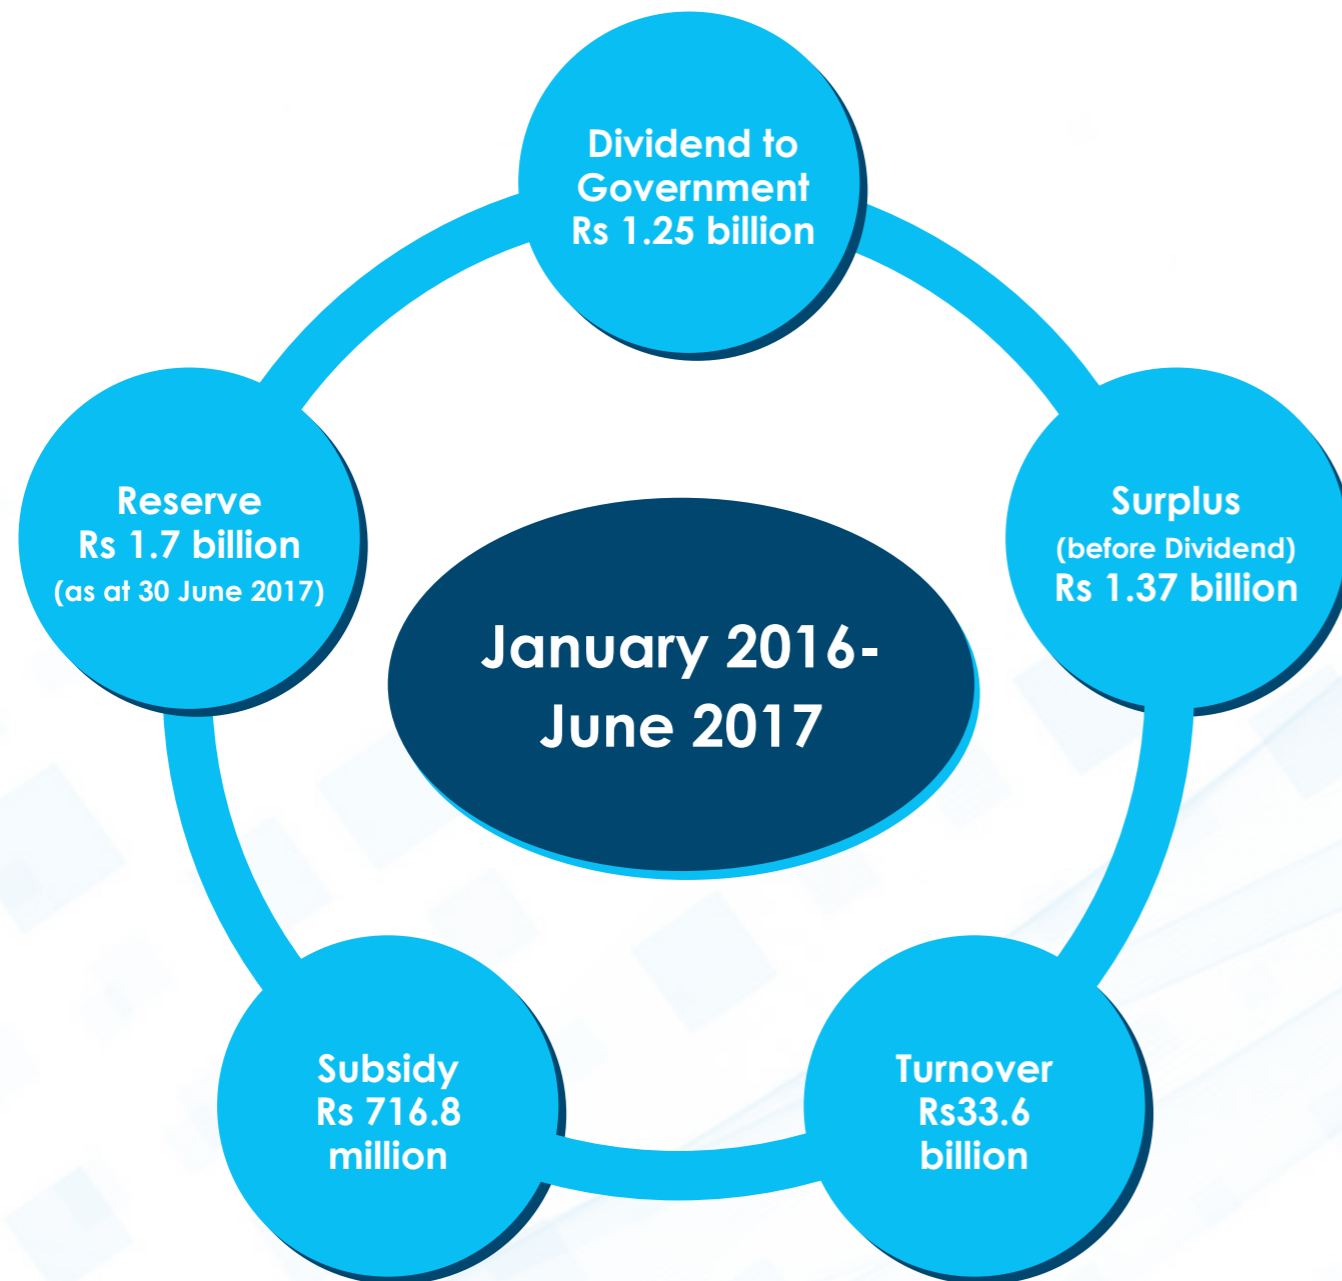 Dividend to
Government
Rs 1.25 billion
Reserve
Rs 1.7 billion
(as at 30 June 2017)
Surplus
(before Dividend)
Rs 1.37 billion
January 2016-
June 2017
Subsidy
Rs 716.8
million
Turnover
Rs33.6
billion